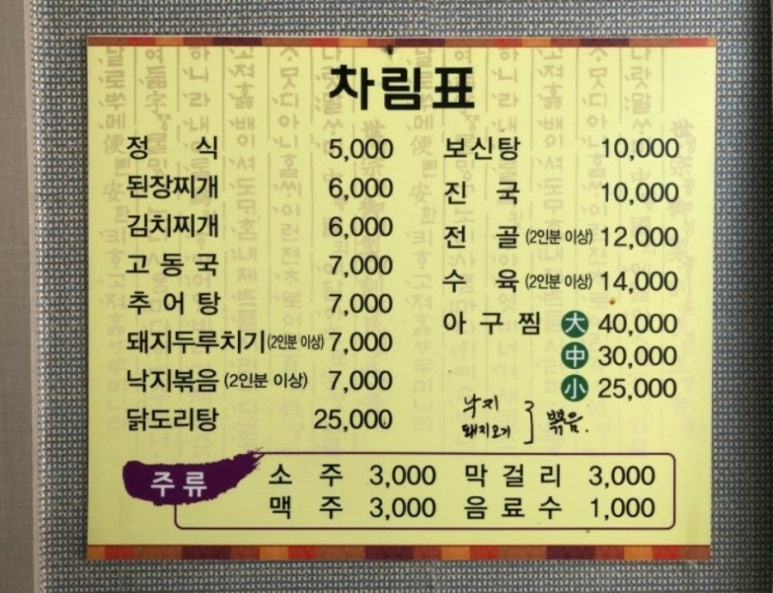 차림표
정 식 5,000
된장찌개 6,000
김치찌개 6,000
고동국 7,000
추어탕 7,000
돼지두루치기(2인분 이상) 7,000
낙지볶음 (2인분 이상) 7,000
닭도리탕 25,000
보신탕 10,000
진 국 10,000
전 골 (2인분 이상) 12,000
수 육 (2인분 이상) 14,000
아구찜 大 40,000
中 30,000
小 25,000
낙지
돼지고기 } 볶음.
주류
소 주 3,000 막걸리 3,000
맥 주 3,000 음료수 1,000